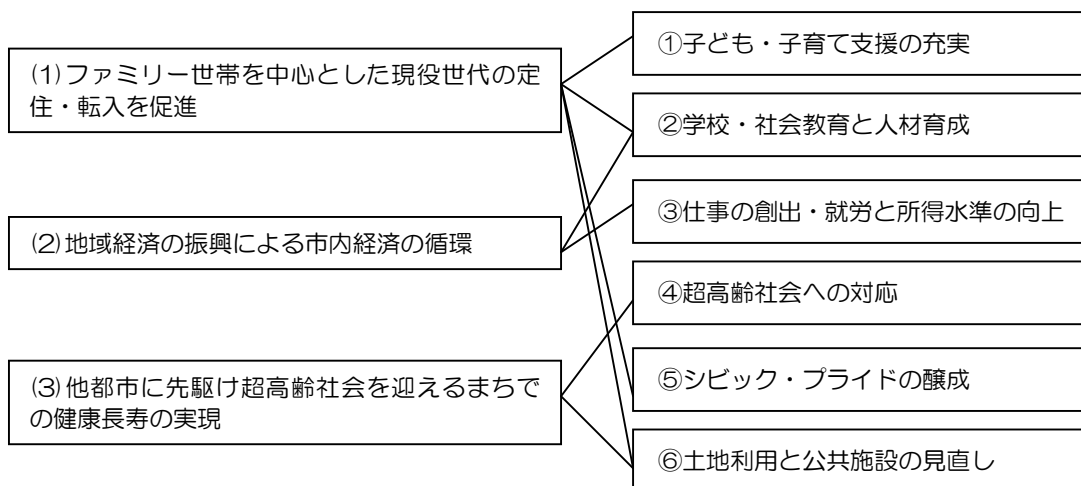 (1)ファミリー世帯を中心とした現役世代の定
住・転入を促進
(2)地域経済の振興による市内経済の循環
(3)他都市に先駆け超高齢社会を迎えるまちで
の健康長寿の実現
①子ども・子育て支援の充実
②学校・社会教育と人材育成
③仕事の創出・就労と所得水準の向上
④超高齢社会への対応
⑤シビック・プライドの醸成
⑥土地利用と公共施設の見直し